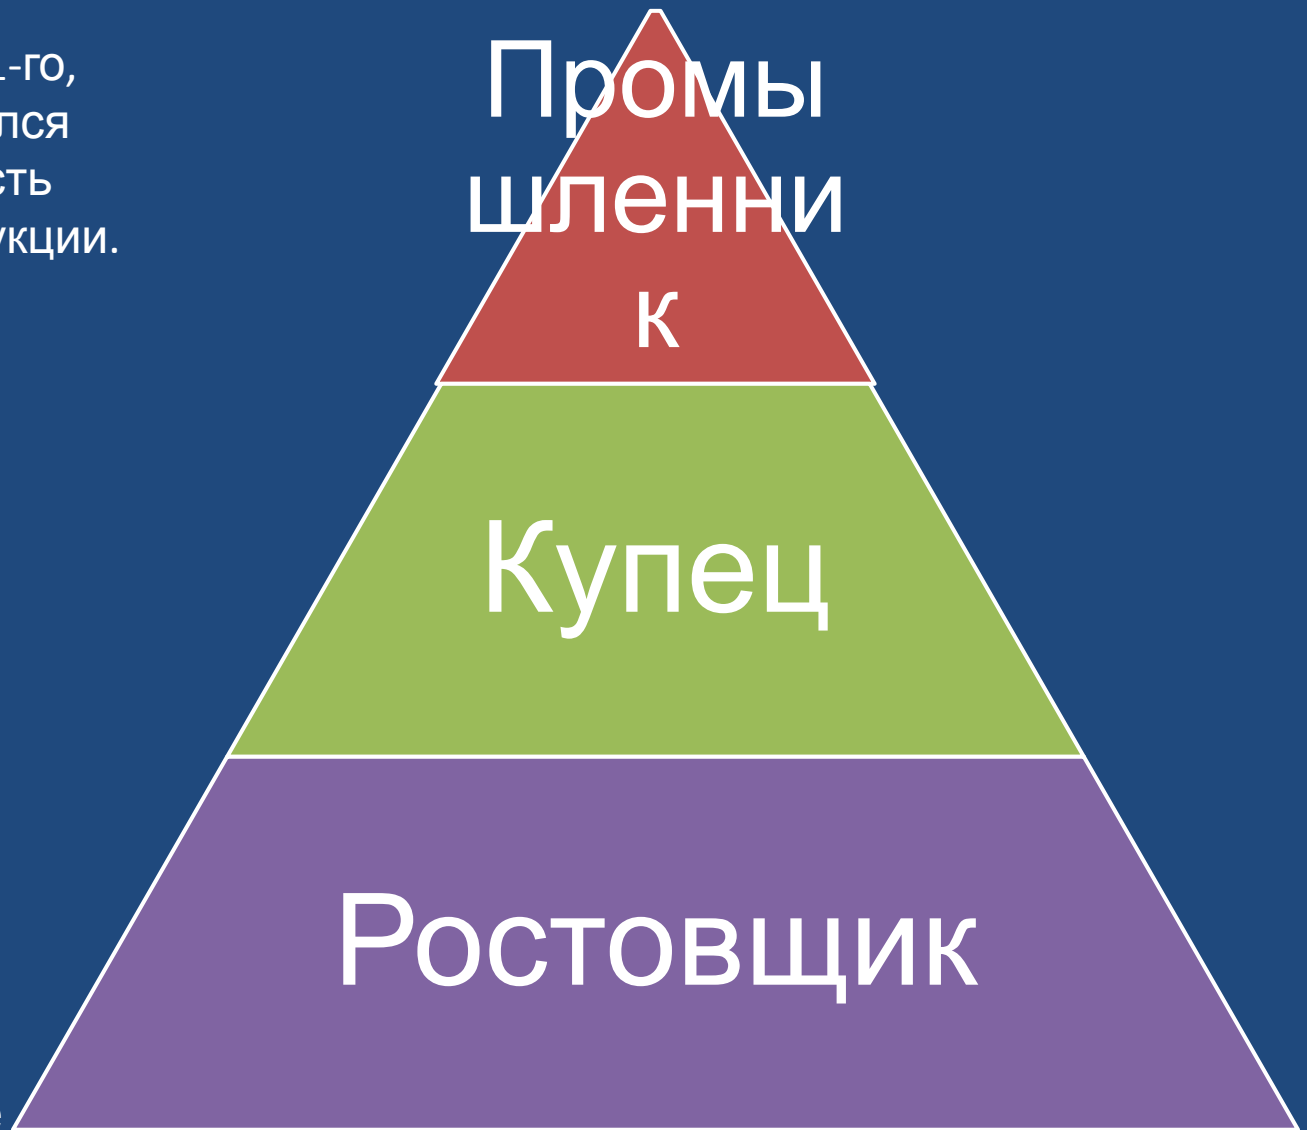 -го,
лся
сть
укции.
Промы
шленни
к
Купец
Ростовщик